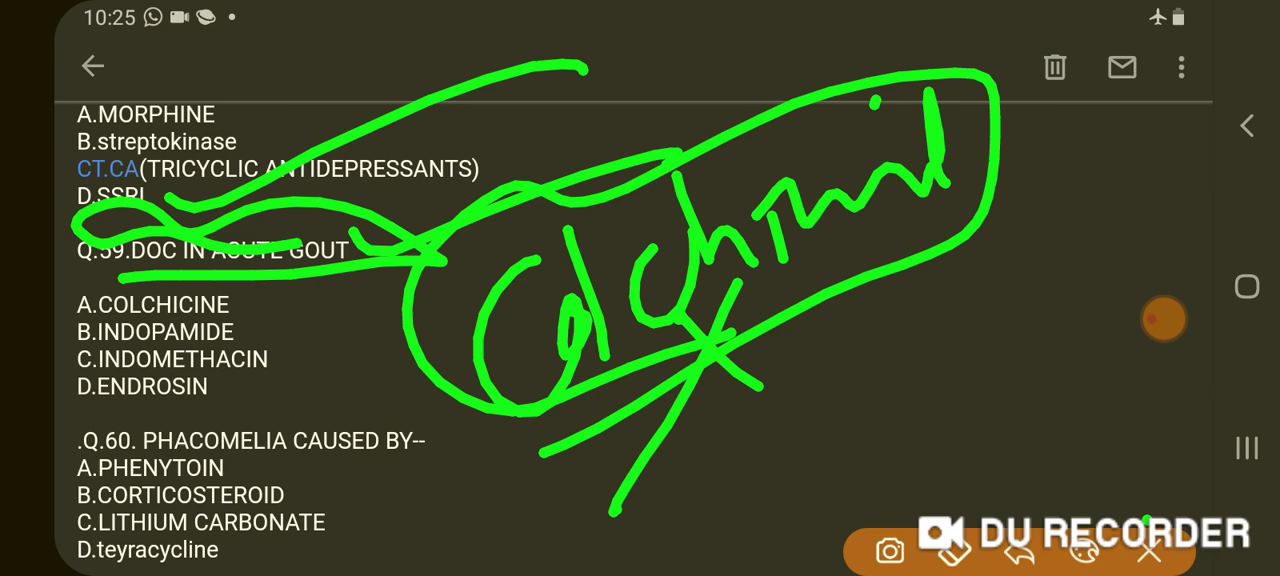 10:25
A.MORPHINE
B.streptokinase
CT.CA(TRICYCLIC ANTIDEPRESSANTS)
D.SSRI
Q.59.DOC IN ACUTE GOUT
A.COLCHICINE
B.INDOPAMIDE
C.INDOMETHACIN
D.ENDROSIN
.Q.60. PHACOMELIA CAUSED BY--
A.PHENYTOIN
B.CORTICOSTEROID
C.LITHIUM CARBONATE
D.teyracycline
DU RECORDER